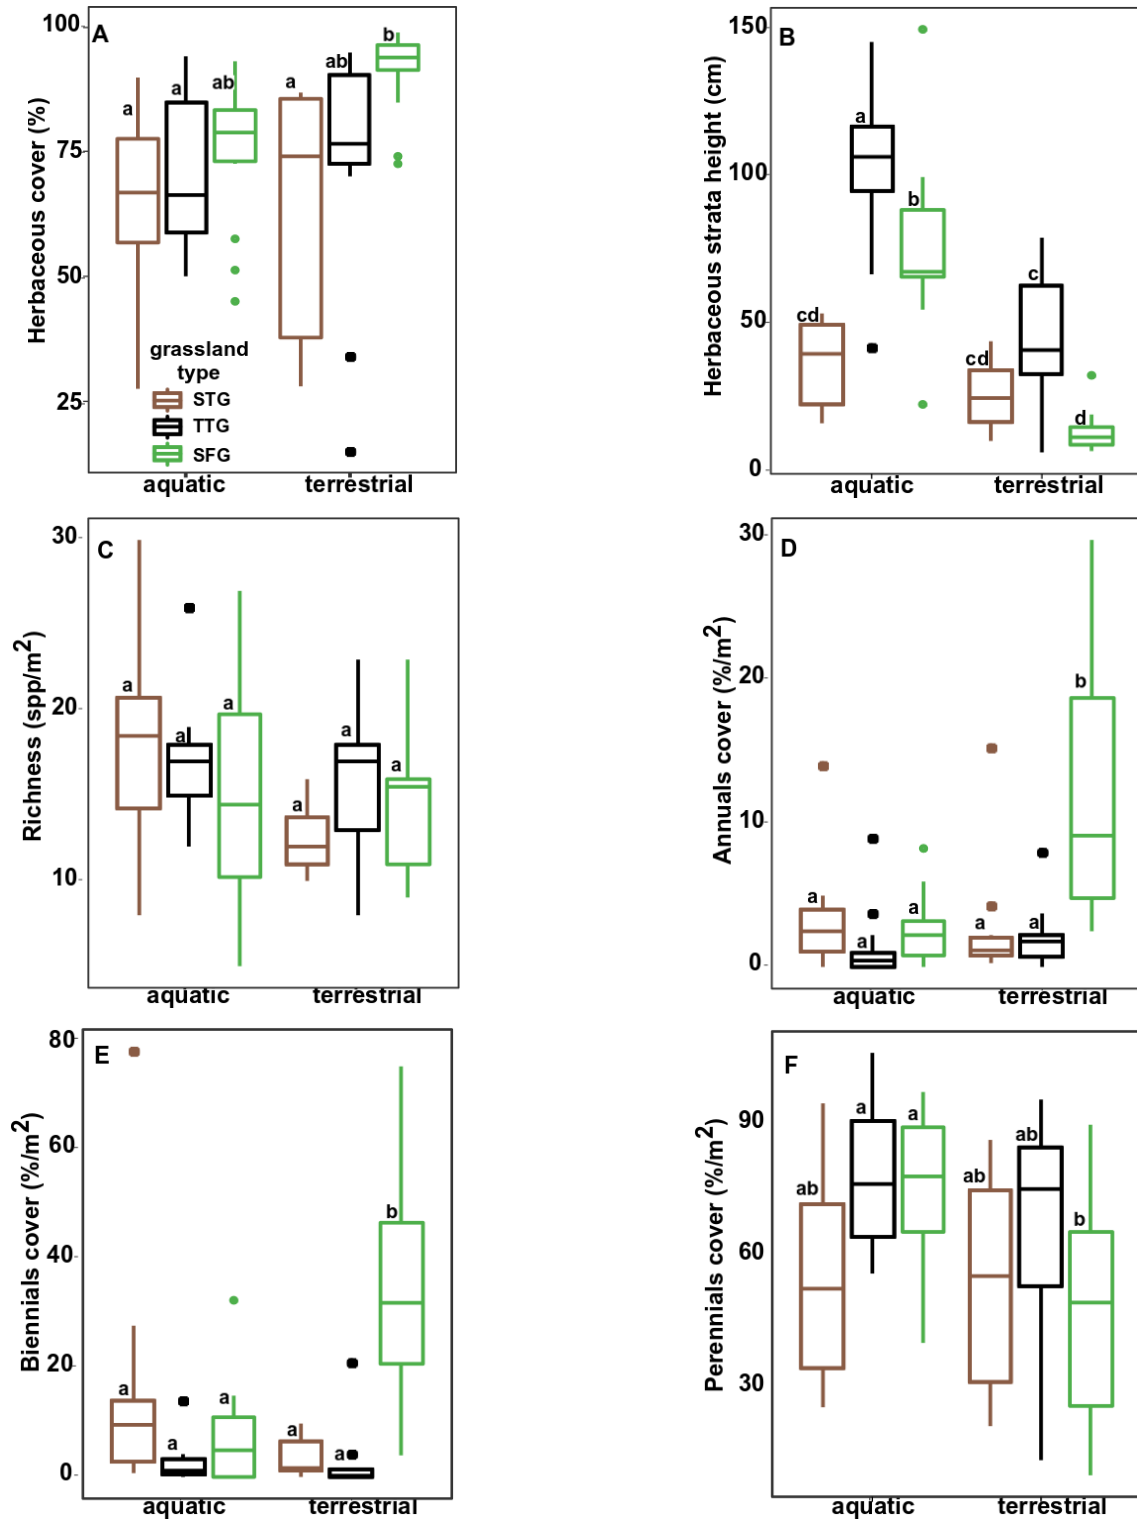 A
Herbaceous cover (%)
100
75
50
25
a
a
ab
a
ab
b
grassland
type
STG
TTG
SFG
aquatic
terrestrial
B
Herbaceous strata height (cm)
150
100
50
0
cd
a
b
cd
c
d
aquatic
terrestrial
C
Richness (spp/m²)
30
20
10
a
a
a
a
a
a
aquatic
terrestrial
D
Annuals cover (%/m²)
30
20
10
0
a
a
a
a
a
b
aquatic
terrestrial
E
Biennials cover (%/m²)
80
60
40
20
0
a
a
a
a
a
b
aquatic
terrestrial
F
Perennials cover (%/m²)
90
60
30
ab
a
a
ab
ab
b
aquatic
terrestrial